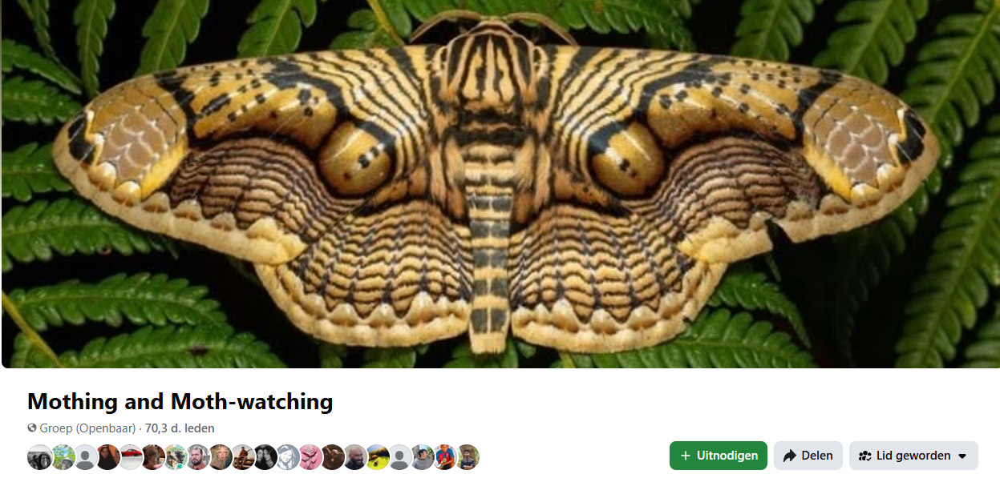 Mothing and Moth-watching
Groep (Openbaar) · 70,3 d. leden
+ Uitnodigen
Delen
Lid geworden